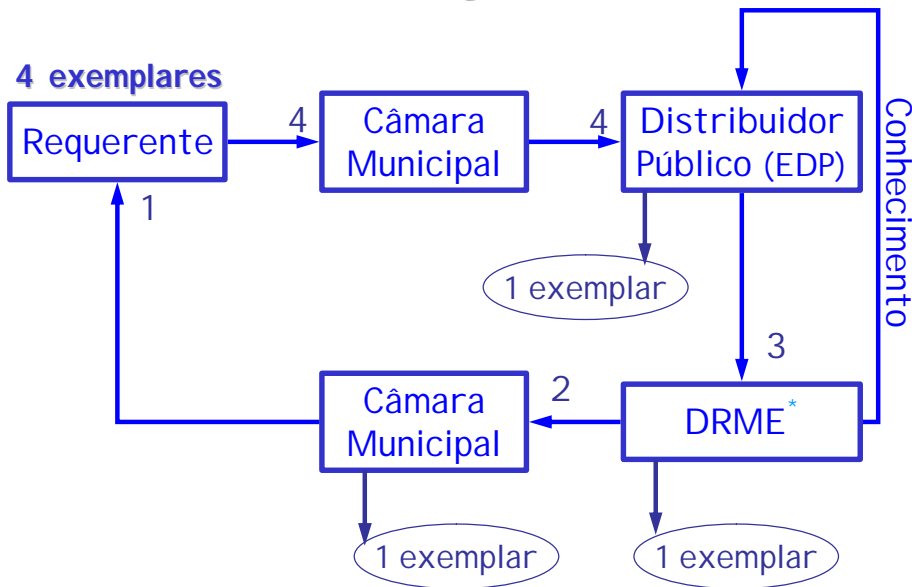 4 exemplares
Requerente
4
Câmara
Municipal
4
Distribuidor
Público (EDP)
Conhecimento
1
1 exemplar
3
Câmara
Municipal
2
DRME*
1 exemplar
1 exemplar